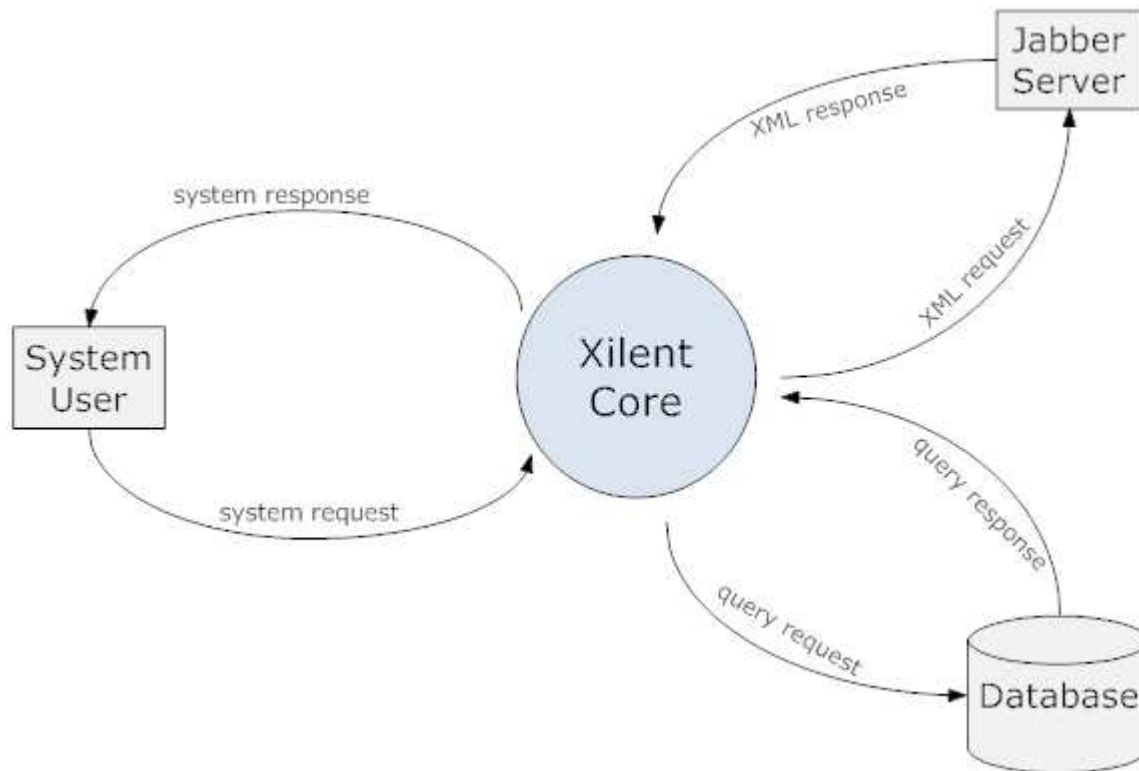 Jabber
Server
XML response
system response
XML request
System
User
Xilent
Core
query response
system request
query request
Database